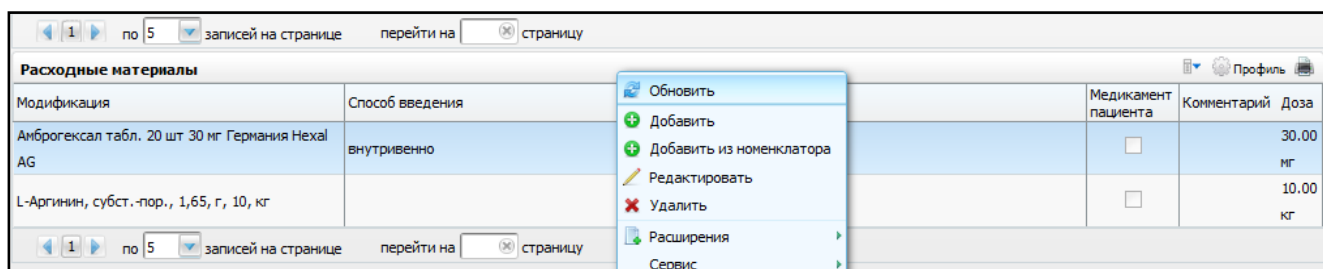 1 по 5 записей на странице перейти на страницу
Расходные материалы Профиль
Модификация Способ введения Медикамент пациента Комментарий Доза
Амброгексал табл. 20 шт 30 мг Германия Hexal
AG
внутривенно
30.00
мг
L-Аргинин, субст.-пор., 1,65, г, 10, кг
10.00
кг
Обновить
Добавить
Добавить из номенклатора
Редактировать
Удалить
Расширения
Сервис
1 по 5 записей на странице перейти на страницу